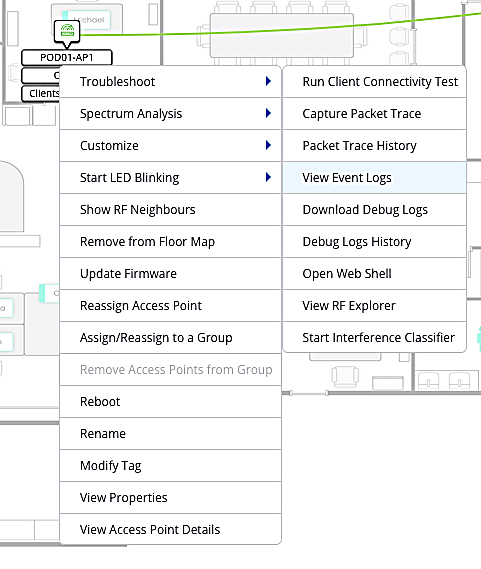 ichael
POD01-AP1
C
Clients
Troubleshoot
Spectrum Analysis
Customize
Start LED Blinking
Show RF Neighbours
Remove from Floor Map
Update Firmware
Reassign Access Point
Assign/Reassign to a Group
Remove Access Points from Group
Reboot
Rename
Modify Tag
View Properties
View Access Point Details
Run Client Connectivity Test
Capture Packet Trace
Packet Trace History
View Event Logs
Download Debug Logs
Debug Logs History
Open Web Shell
View RF Explorer
Start Interference Classifier